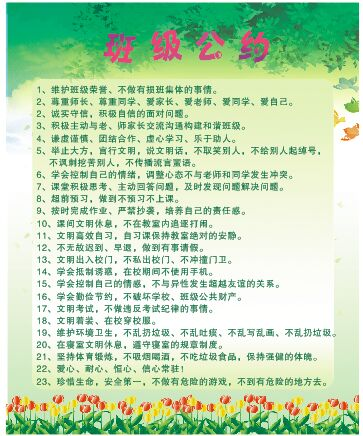 班级公约
1、维护班级荣誉、不做有损班集体的事情。
2、尊重师长、尊重同学、爱家长、爱老师、爱同学、爱自己。
2、诚实守信，积极自信的面对问题。
3、积极主动与老、师家长交流沟通构建和谐班级。
4、谦虚谨慎、团结合作、虚心学习、乐于助人。
5、举止大方，言行文明，说文明话，不取笑别人，不给别人起绰号，
不讽刺挖苦别人，不传播流言蜚语。
6、学会控制自己的情绪，调整心态不与老师和同学发生冲突。
7、课堂积极思考、主动回答问题，及时发现问题解决问题。
8、超前预习，做到不预习不上课。
9、按时完成作业、严禁抄袭，培养自己的责任感。
10、课间文明休息，不在教室内追逐打闹。
11、文明高效自习，自习课保持教室绝对的安静。
12、不无故迟到、早退，做到有事请假。
13、文明出入校门，不私出校门、不冲撞门卫。
14、学会抵制诱惑，在校期间不使用手机。
15、学会控制自己的情感，不与异性发生超越友谊的关系。
16、学会勤俭节约，不破坏学校、班级公共财产。
17、文明考试，不做违反考试纪律的事情。
18、文明着装、在校穿校服。
19、维护环境卫生，不乱扔垃圾、不乱吐痰、不乱写乱画、不乱扔垃圾。
20、在寝室文明休息，遵守寝室的规章制度。
21、坚持体育锻炼，不吸烟喝酒，不吃垃圾食品，保持强健的体魄。
22、爱心、耐心、恒心、信心常驻！
23、珍惜生命，安全第一，不做有危险的游戏，不到有危险的地方去。